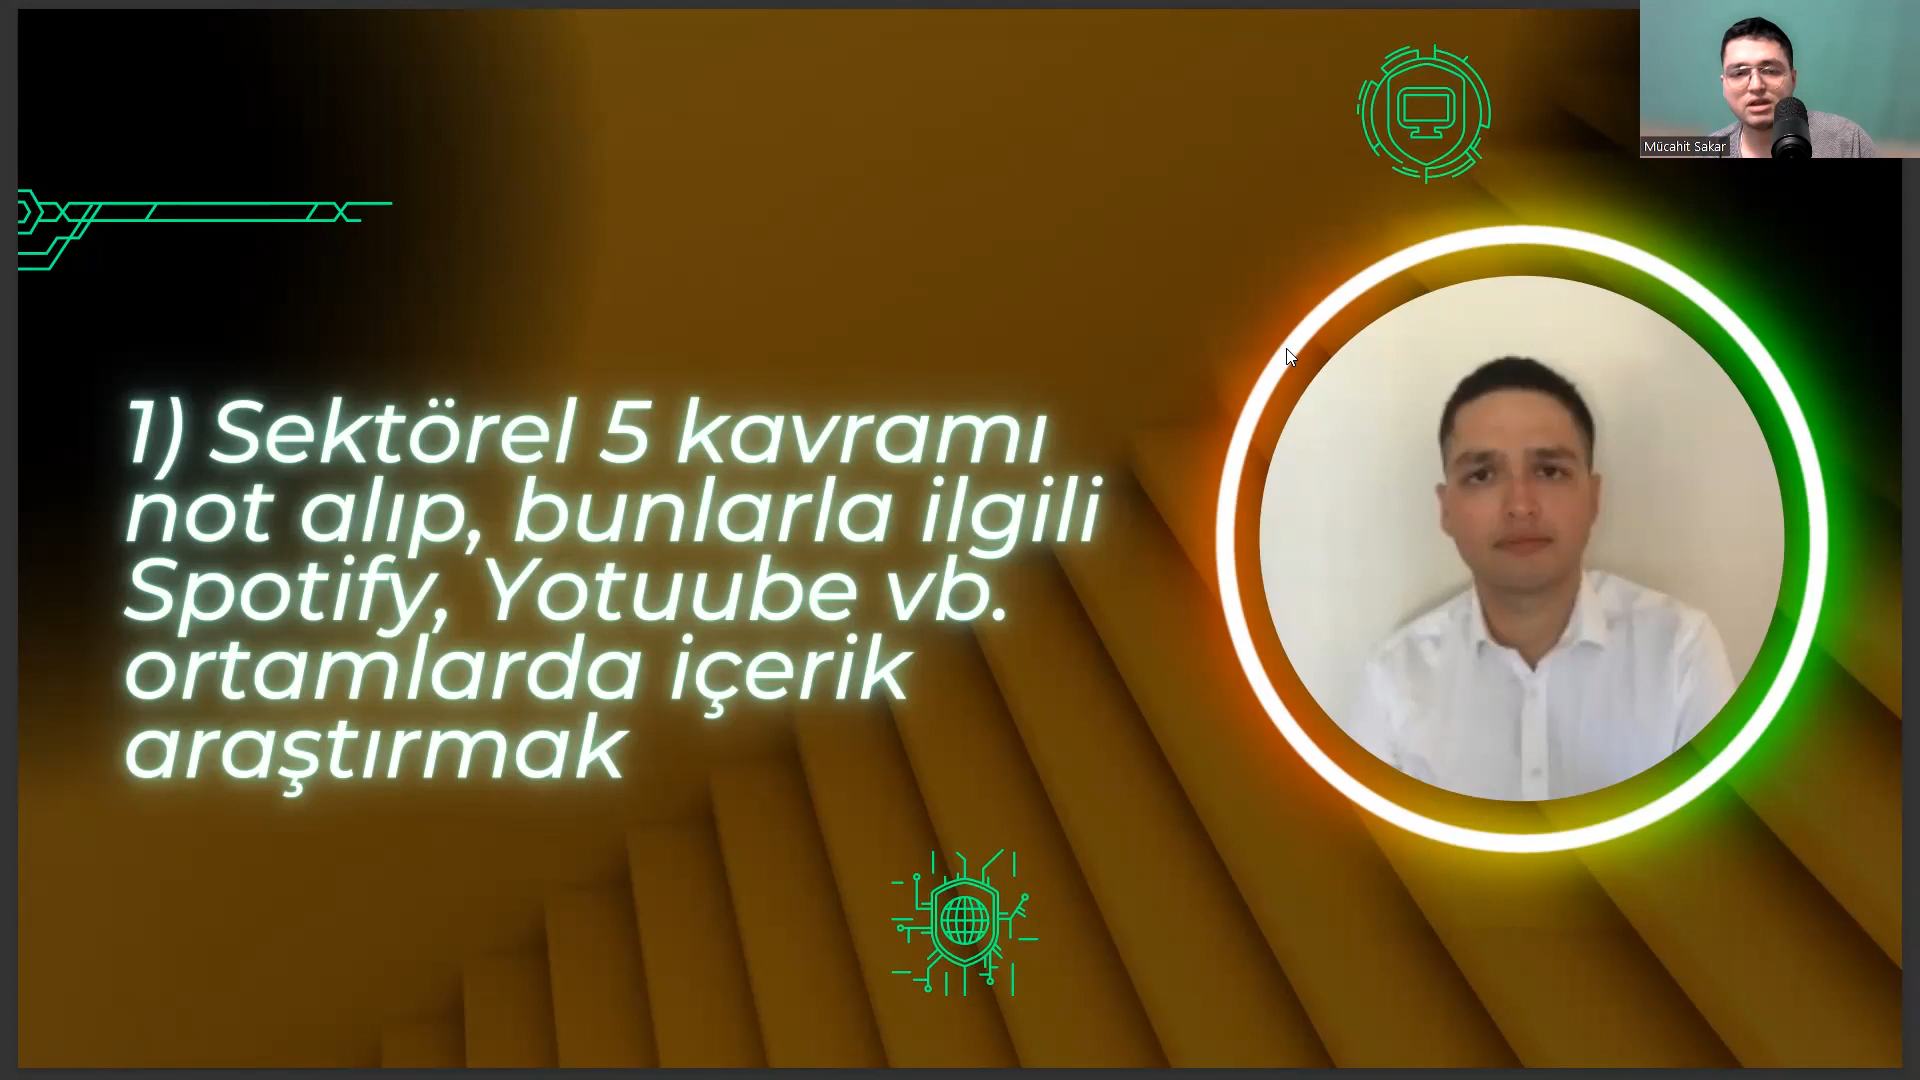 Mücahit Sakar
1) Sektörel 5 kavramı
not alıp, bunlarla ilgili
Spotify, Yotuube vb.
ortamlarda içerik
araştırmak